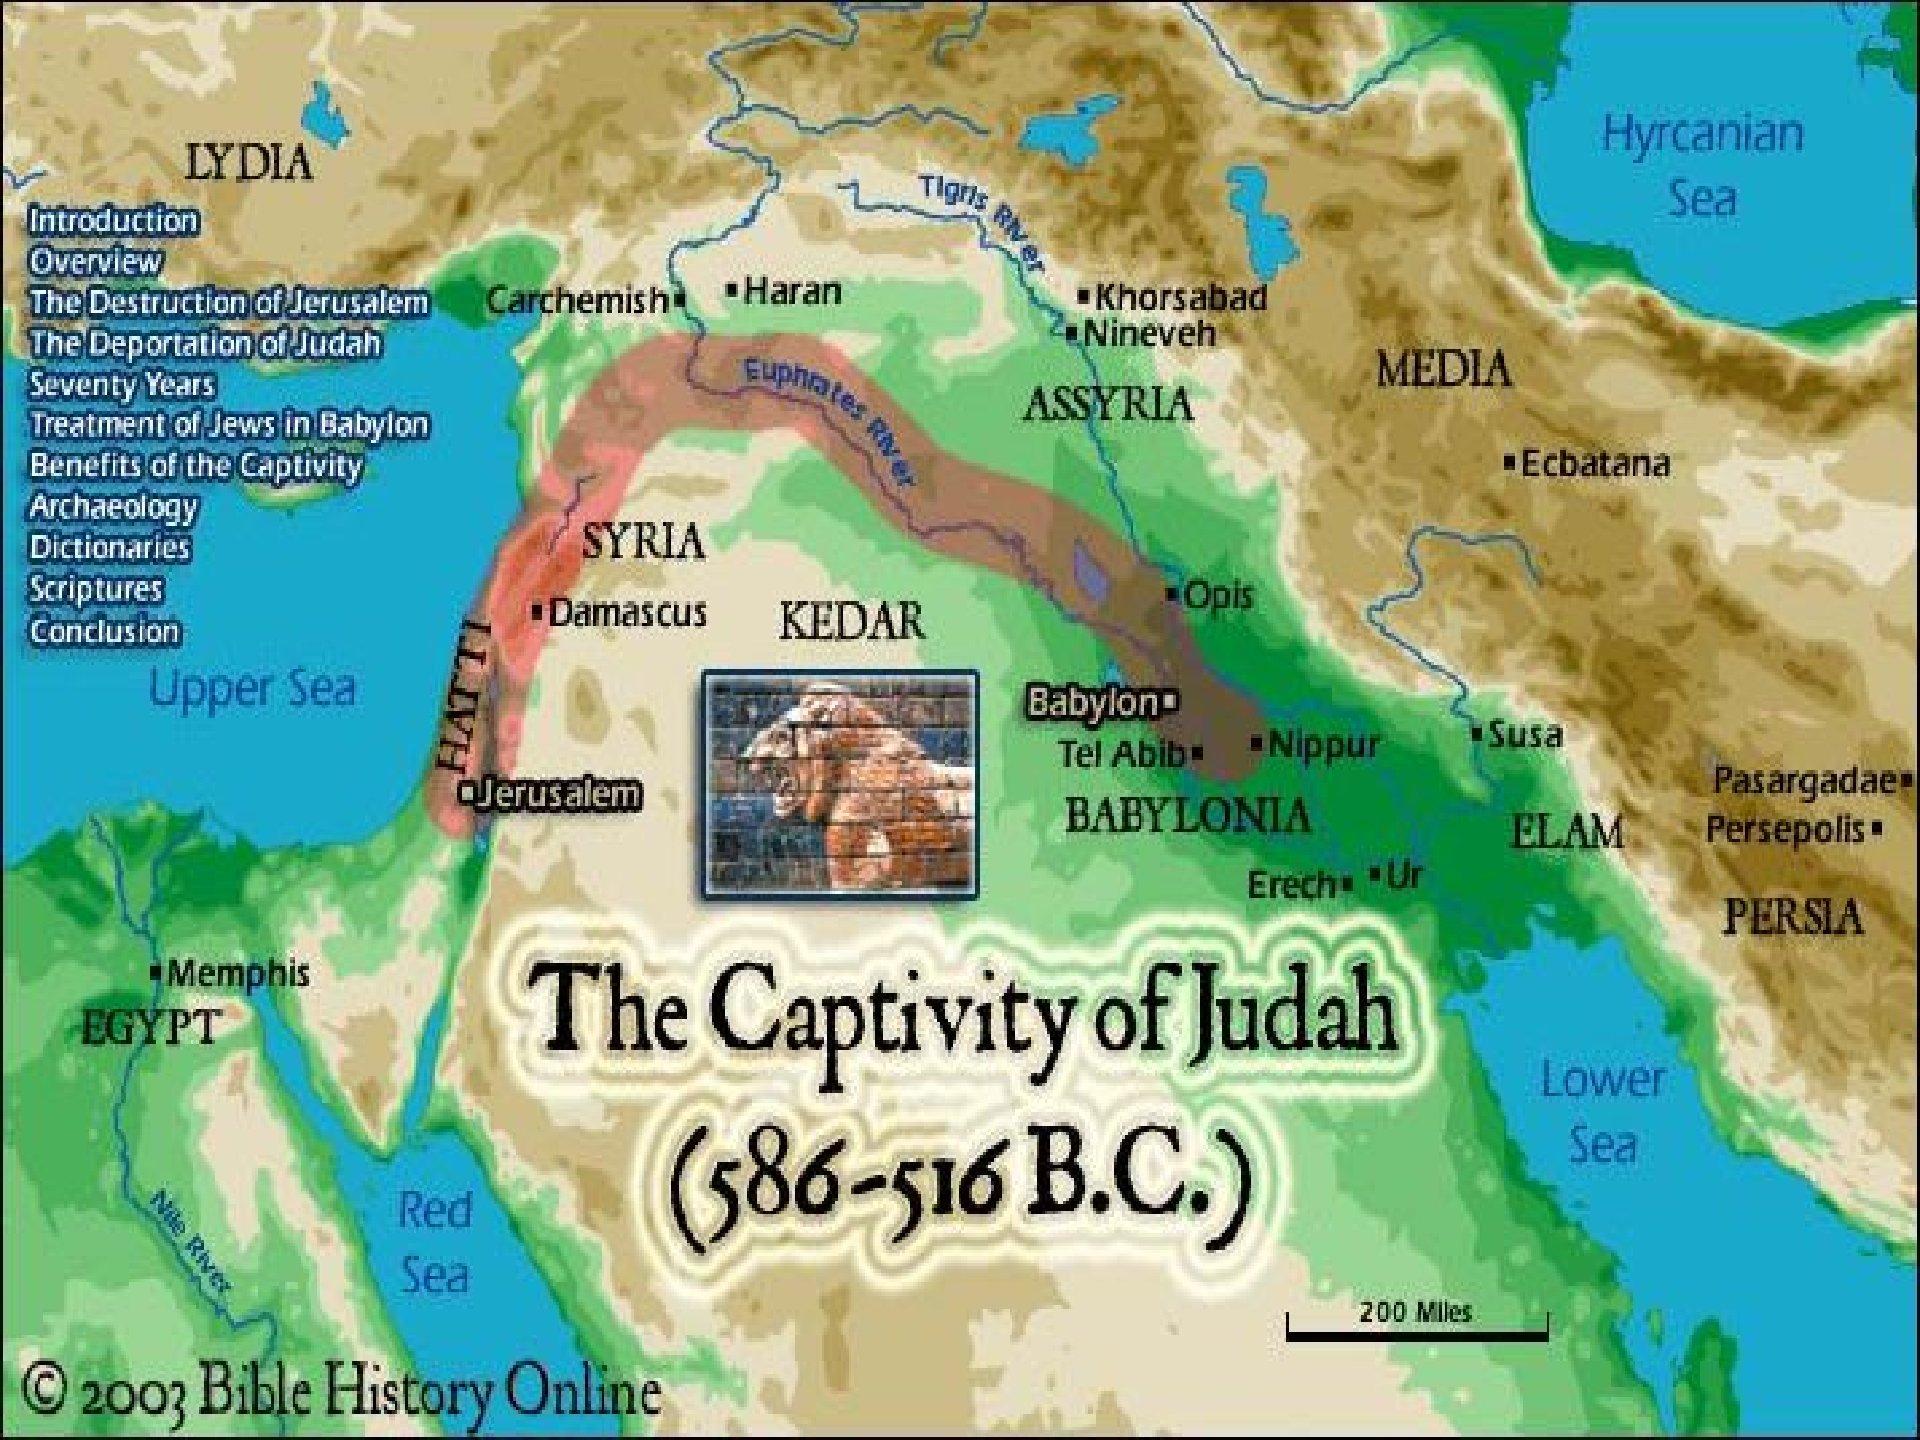 LYDIA
Hyrcanian
Sea
Tigris River
Introduction
Overview
The Destruction of Jerusalem
The Deportation of Judah
Seventy Years
Treatment of Jews in Babylon
Benefits of the Captivity
Archaeology
Dictionaries
Scriptures
Conclusion
Carchemish
Haran
Khorsabad
Nineveh
MEDIA
Euphrates River
ASSYRIA
Ecbatana
SYRIA
Damascus
KEDAR
Opis
HATTI
Upper Sea
Babylon
Tel Abib
Nippur
Susa
Jerusalem
BABYLONIA
ELAM
Pasargadae
Persepolis
Erech
Ur
PERSIA
Memphis
EGYPT
The Captivity of Judah
(586-516 B.C.)
Lower
Sea
Red
Sea
Nile River
200 Miles
© 2003 Bible History Online